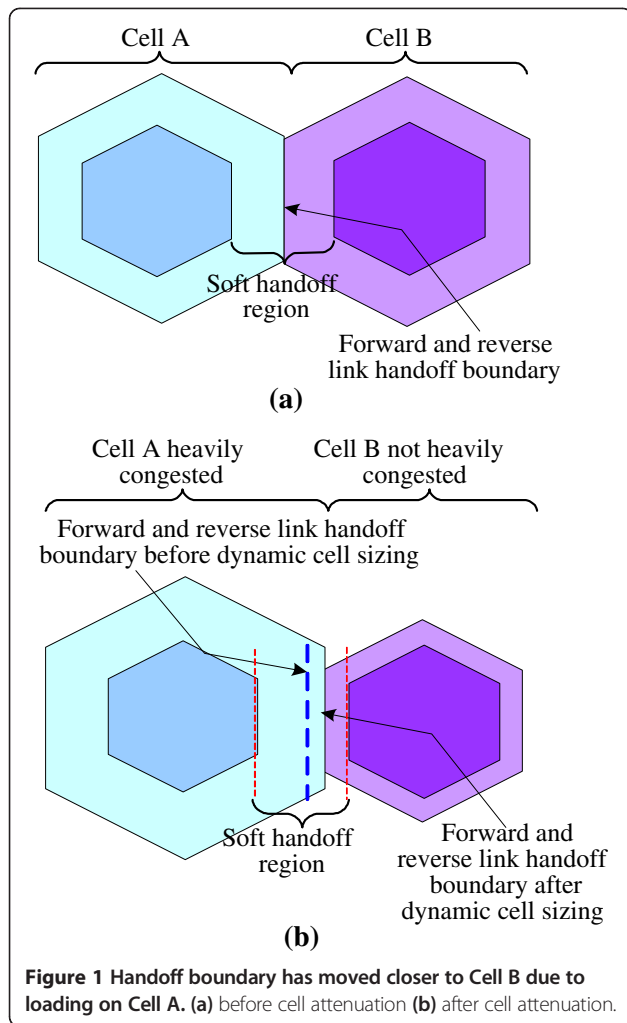 Cell A
Cell B
Soft handoff
region
Forward and reverse
link handoff boundary
(a)
Cell A heavily
congested
Cell B not heavily
congested
Forward and reverse link handoff
boundary before dynamic cell sizing
Soft handoff
region
Forward and
reverse link handoff
boundary after
dynamic cell sizing
(b)
Figure 1 Handoff boundary has moved closer to Cell B due to
loading on Cell A. (a) before cell attenuation (b) after cell attenuation.